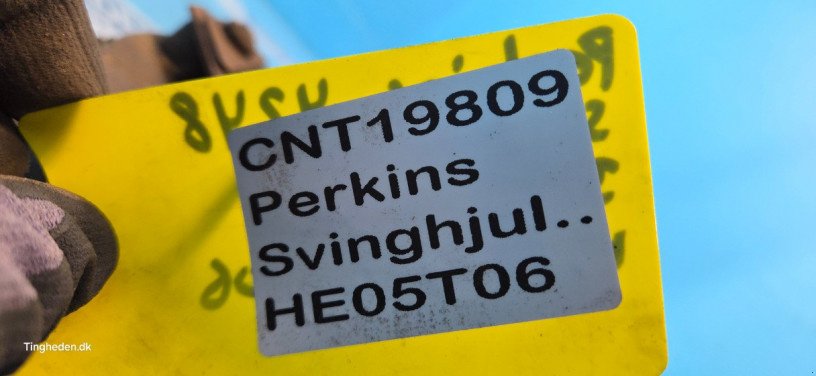 CNT19809
Perkins
Svinghjul..
HE05T06
Tingheden.dk